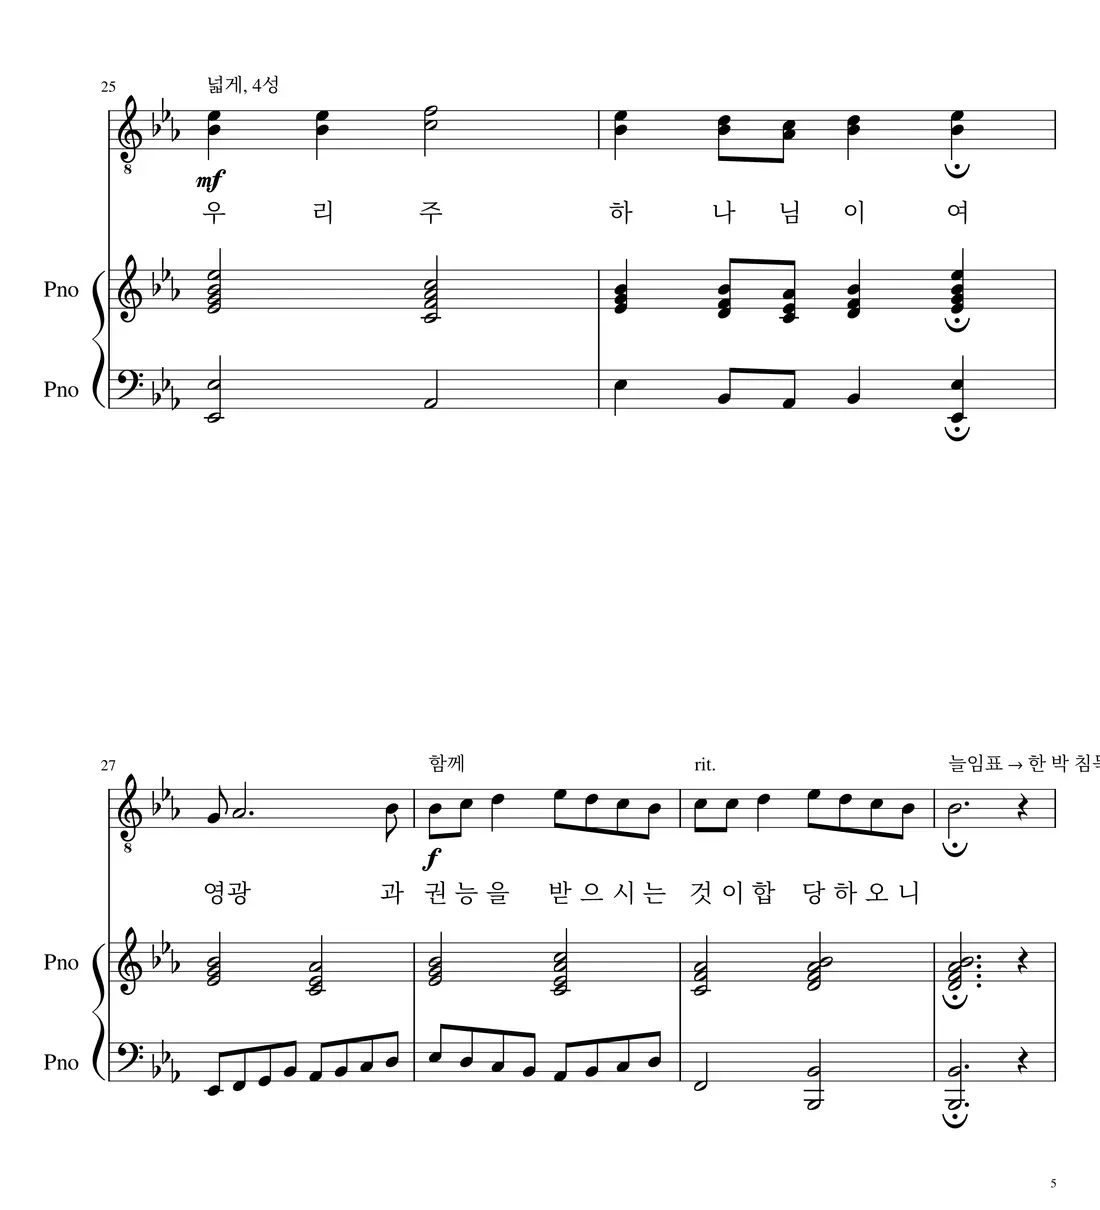 25
넓게, 4성
8
mf
우 리 주 하 나 님 이 여
Pno
Pno
27
함께
rit.
늘임표 → 한 박 침묵
8
f
영광 과 권 능 을 받 으 시 는 것 이 합 당 하 오 니
Pno
Pno
5